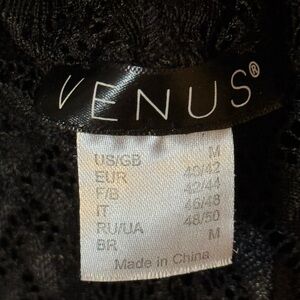 VENUS®
US/GB M
EUR 40/42
F/B 42/44
IT 46/48
RU/UA 48/50
BR M
Made in China